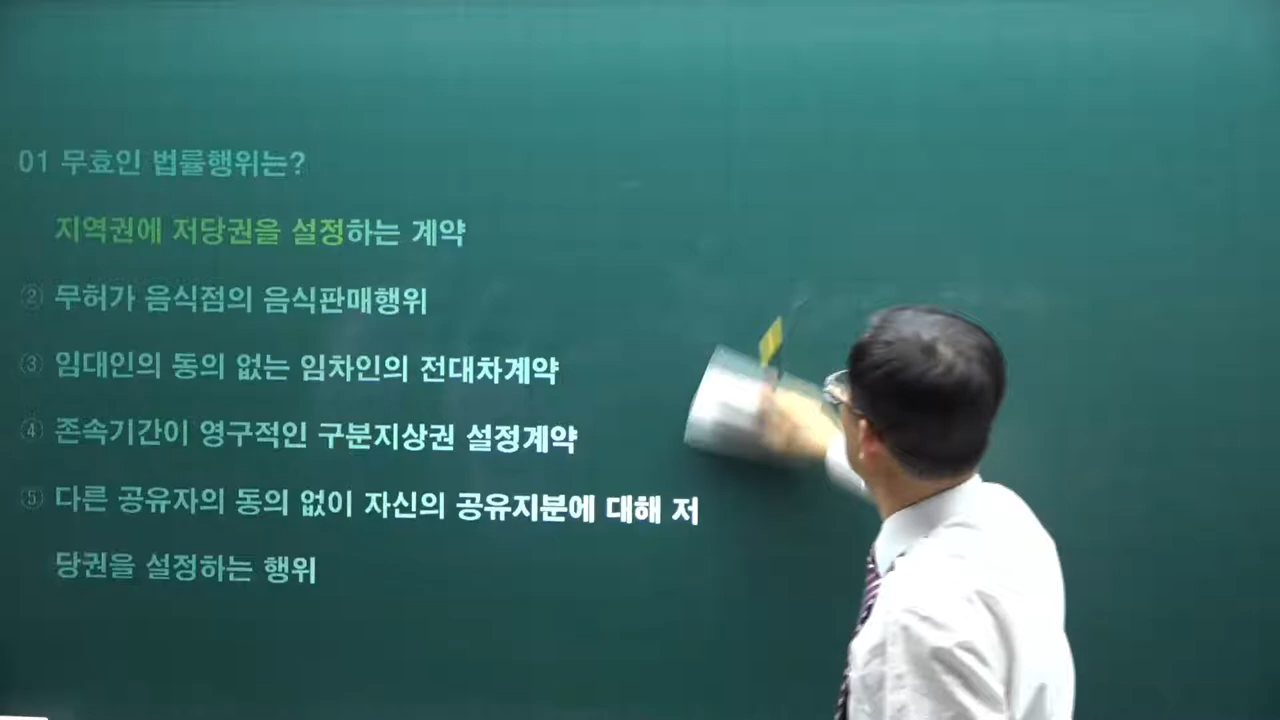 01 무효인 법률행위는?
지역권에 저당권을 설정하는 계약
② 무허가 음식점의 음식판매행위
③ 임대인의 동의 없는 임차인의 전대차계약
④ 존속기간이 영구적인 구분지상권 설정계약
⑤ 다른 공유자의 동의 없이 자신의 공유지분에 대해 저
당권을 설정하는 행위